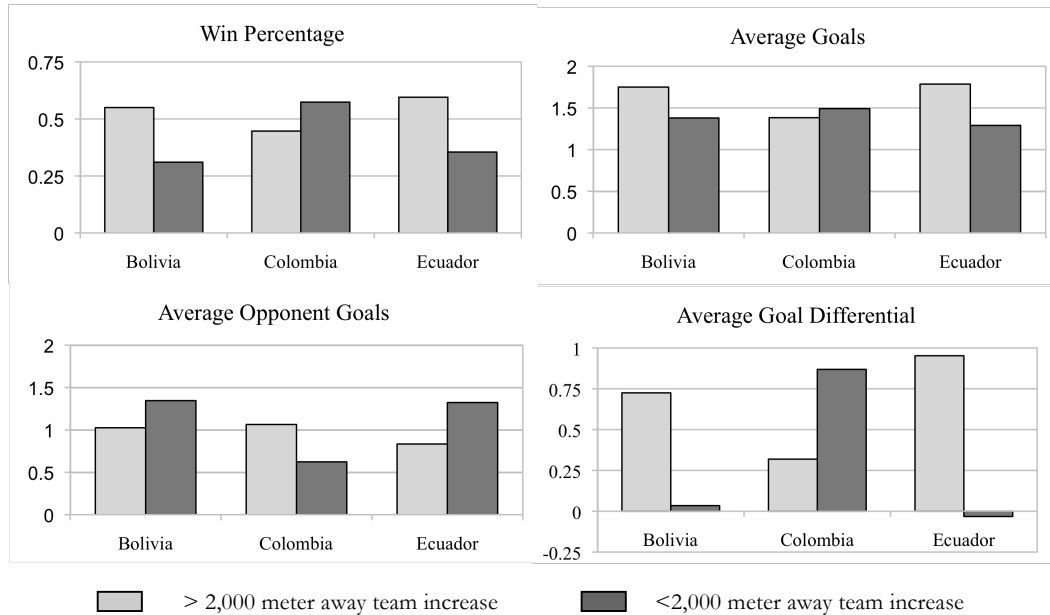 Win Percentage
0.75
0.5
0.25
0
Bolivia Colombia Ecuador
Average Goals
2
1.5
1
0.5
0
Bolivia Colombia Ecuador
Average Opponent Goals
2
1.5
1
0.5
0
Bolivia Colombia Ecuador
Average Goal Differential
1
0.75
0.5
0.25
0
-0.25
Bolivia Colombia Ecuador
> 2,000 meter away team increase
<2,000 meter away team increase